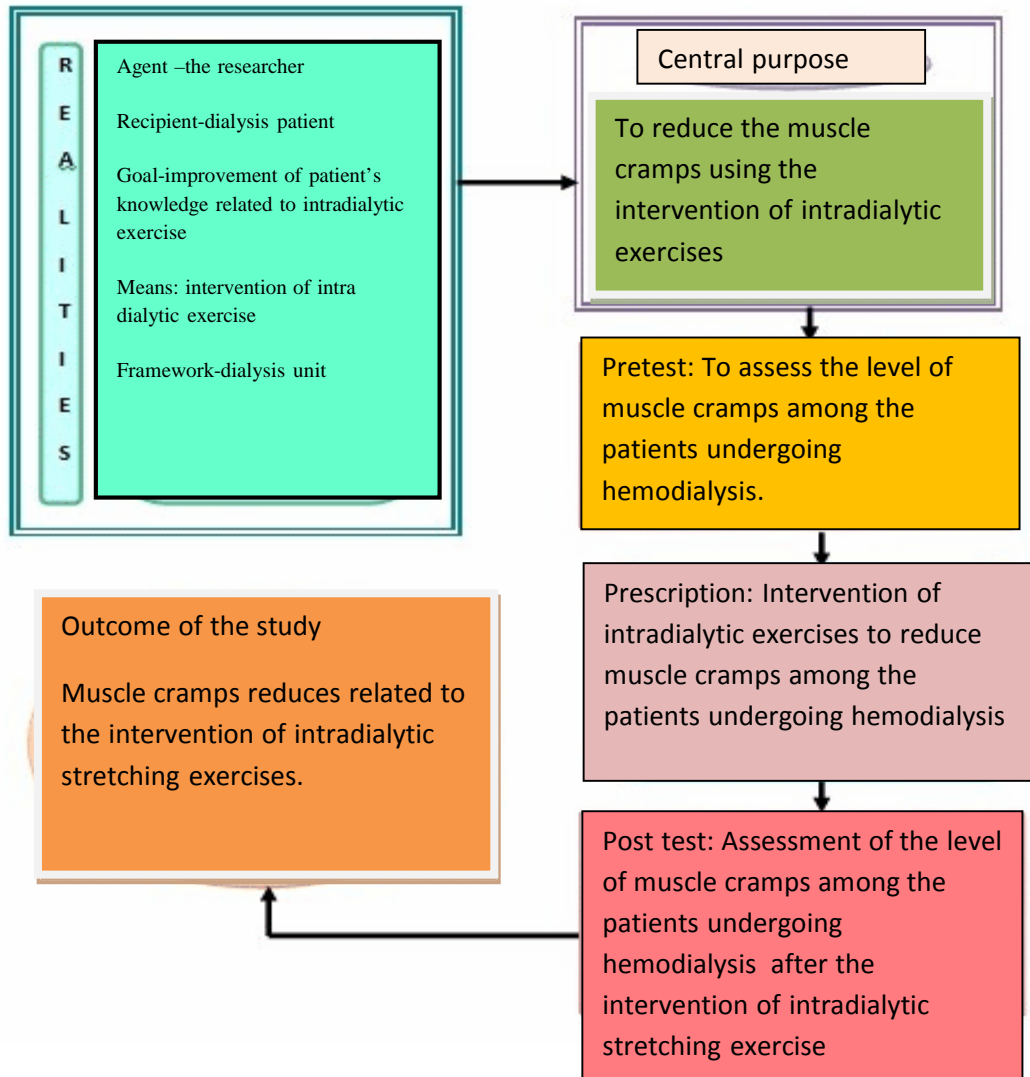 R
E
A
L
I
T
I
E
S
Agent –the researcher
Recipient-dialysis patient
Goal-improvement of patient's
knowledge related to intradialytic
exercise
Means: intervention of intra
dialytic exercise
Framework-dialysis unit
Central purpose
To reduce the muscle
cramps using the
intervention of intradialytic
exercises
Pretest: To assess the level of
muscle cramps among the
patients undergoing
hemodialysis.
Prescription: Intervention of
intradialytic exercises to reduce
muscle cramps among the
patients undergoing hemodialysis
Post test: Assessment of the level
of muscle cramps among the
patients undergoing
hemodialysis  after the
intervention of intradialytic
stretching exercise
Outcome of the study
Muscle cramps reduces related to
the intervention of intradialytic
stretching exercises.